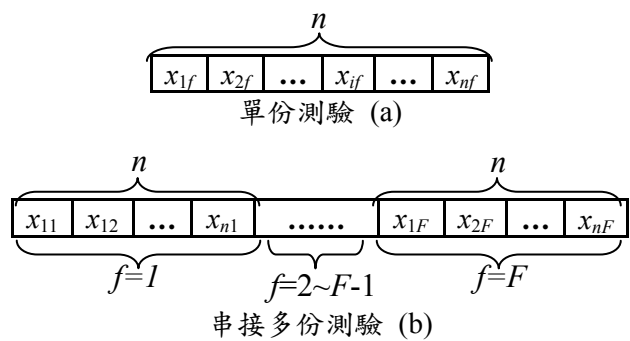 n
x1f x2f ... xif ... xnf
單份測驗 (a)
n n
x11 x12 ... xn1 ...... x1F x2F ... xnF
f=1 f=2~F-1 f=F
串接多份測驗 (b)